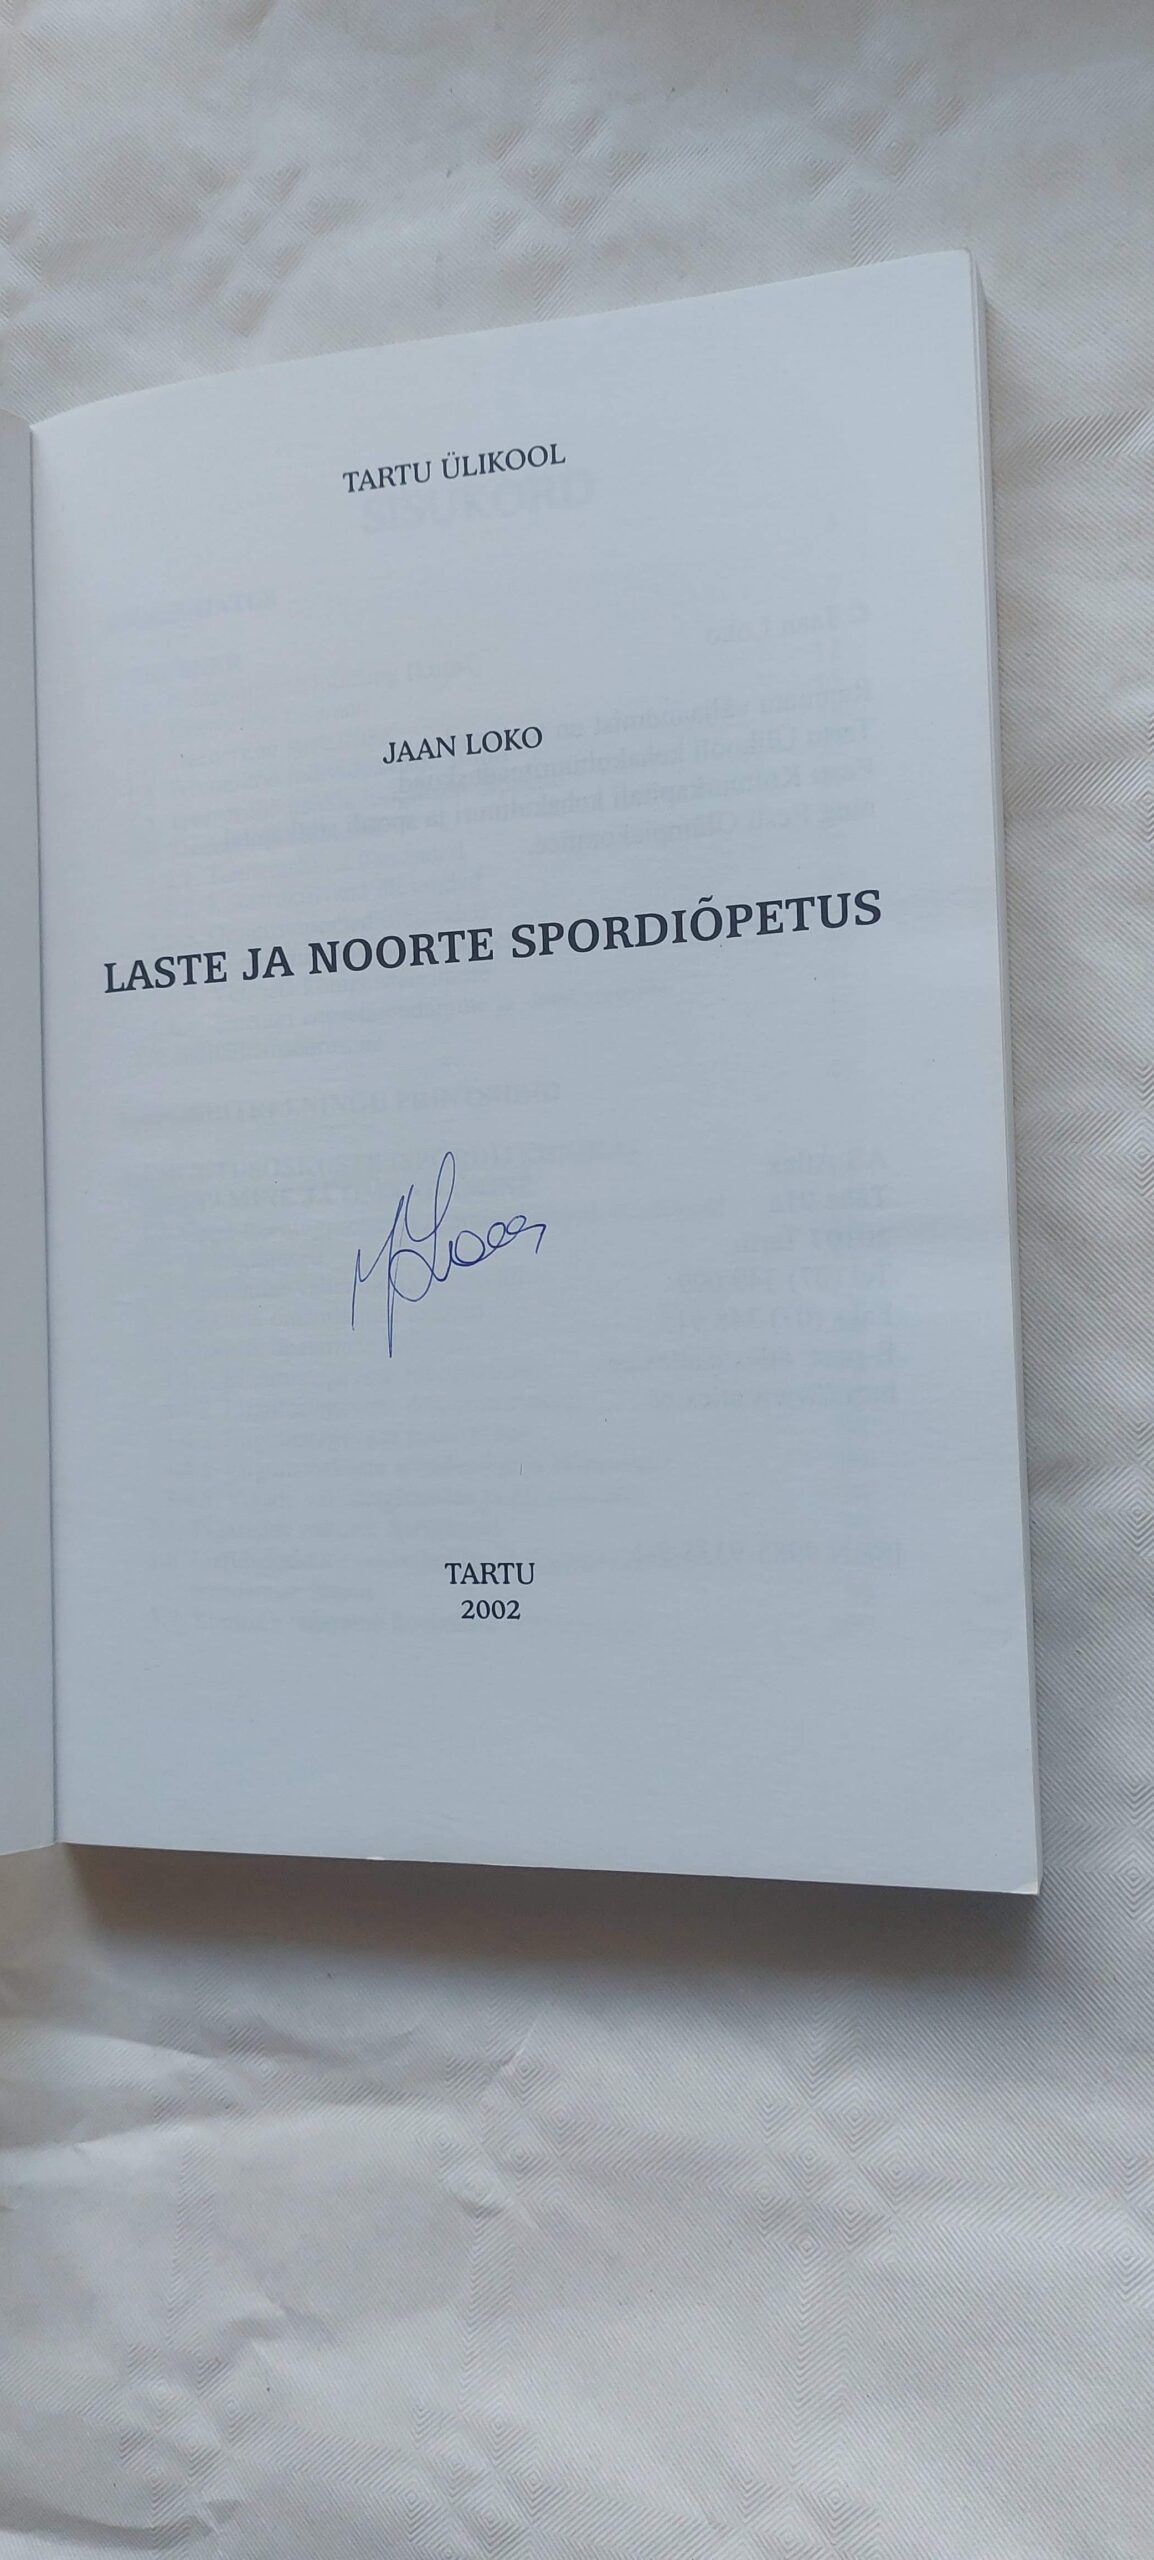 TARTU ÜLIKOOL
JAAN LOKO
LASTE JA NOORTE SPORDIÕPETUS
TARTU
2002